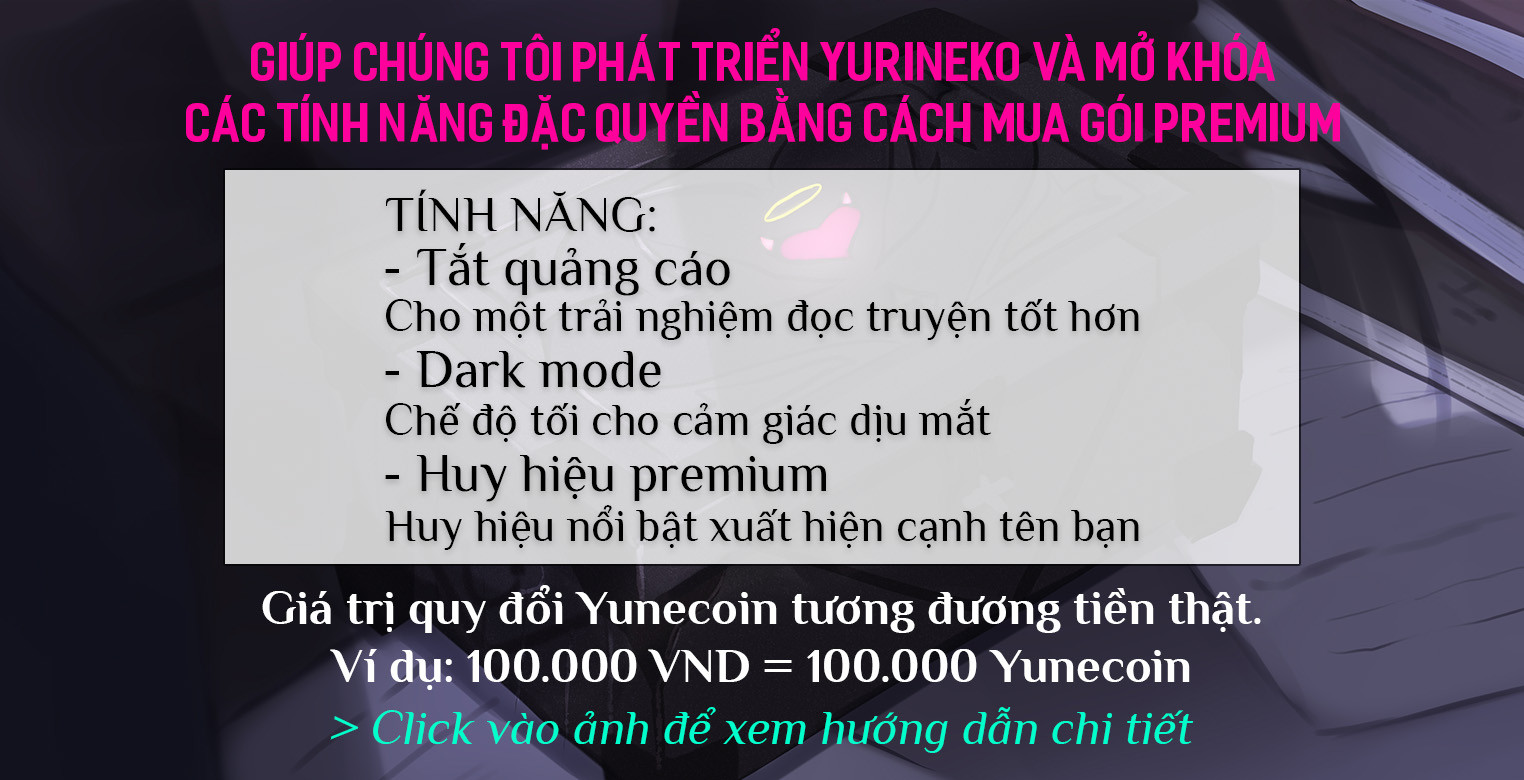 GIÚP CHÚNG TÔI PHÁT TRIỂN YURINEKO VÀ MỞ KHÓA
CÁC TÍNH NĂNG ĐẶC QUYỀN BẰNG CÁCH MUA GÓI PREMIUM
TÍNH NĂNG:
- Tắt quảng cáo
Cho một trải nghiệm đọc truyện tốt hơn
- Dark mode
Chế độ tối cho cảm giác dịu mắt
- Huy hiệu premium
Huy hiệu nổi bật xuất hiện cạnh tên bạn
Giá trị quy đổi Yunecoin tương đương tiền thật.
Ví dụ: 100.000 VND = 100.000 Yunecoin
> Click vào ảnh để xem hướng dẫn chi tiết